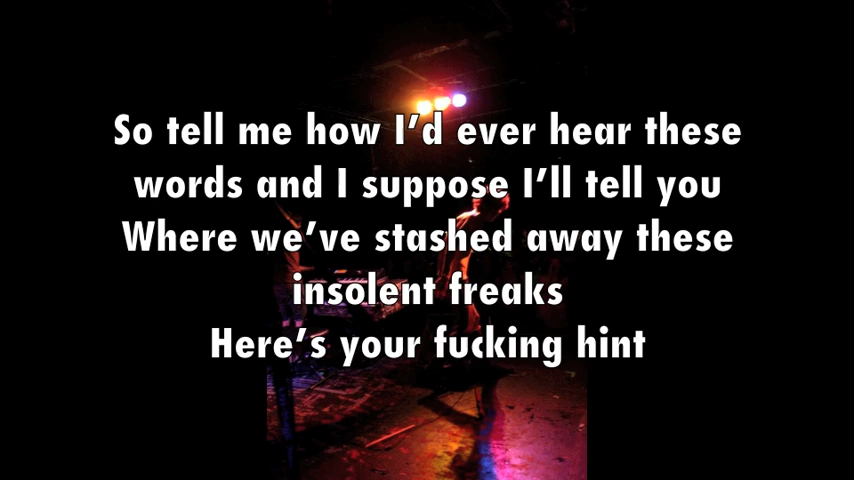 So tell me how I’d ever hear these
words and I suppose I’ll tell you
Where we’ve stashed away these
insolent freaks
Here’s your fucking hint